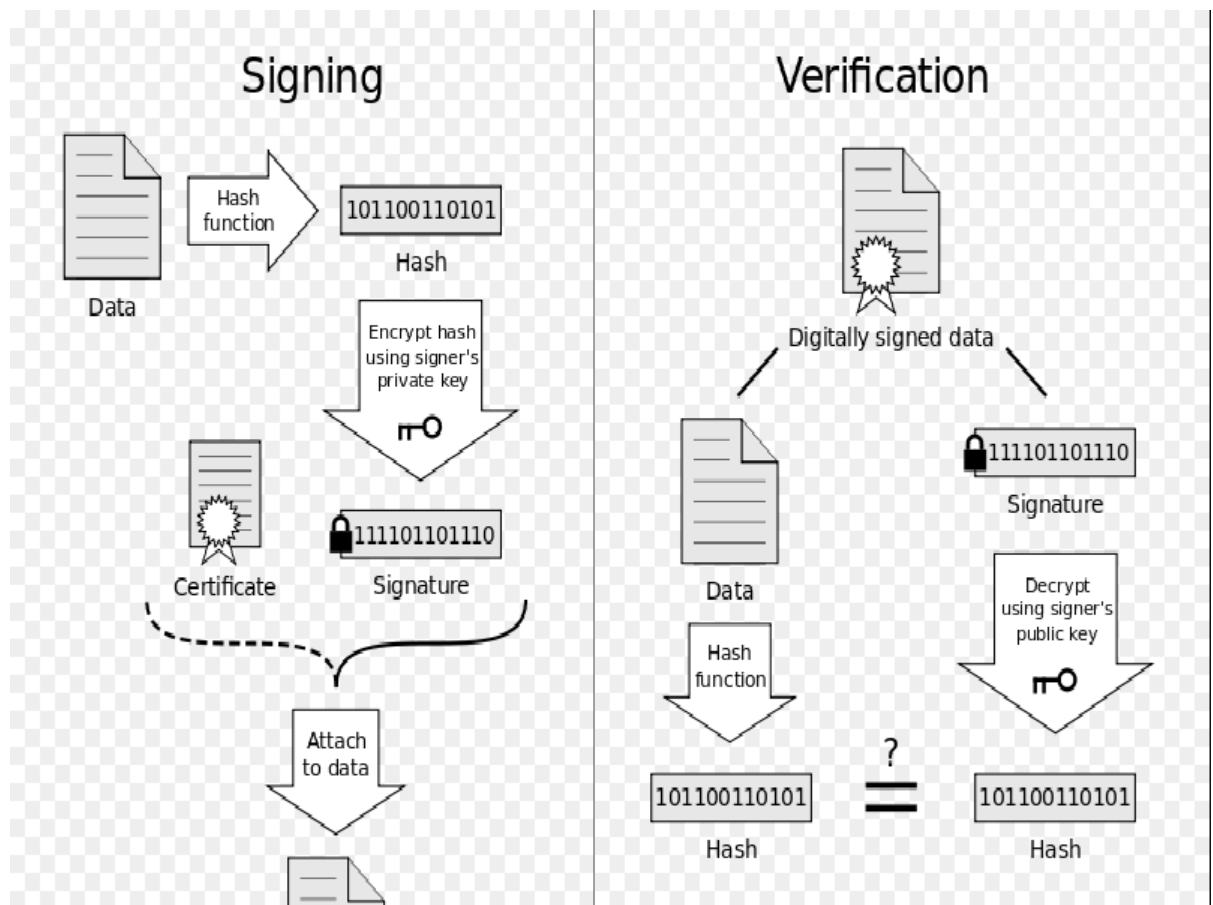 Signing
Hash
function
101100110101
Hash
Data
Encrypt hash
using signer's
private key
111101101110
Certificate
Signature
Attach
to data
Verification
Digitally signed data
111101101110
Signature
Data
Decrypt
using signer's
public key
Hash
function
?
=
101100110101
101100110101
Hash
Hash